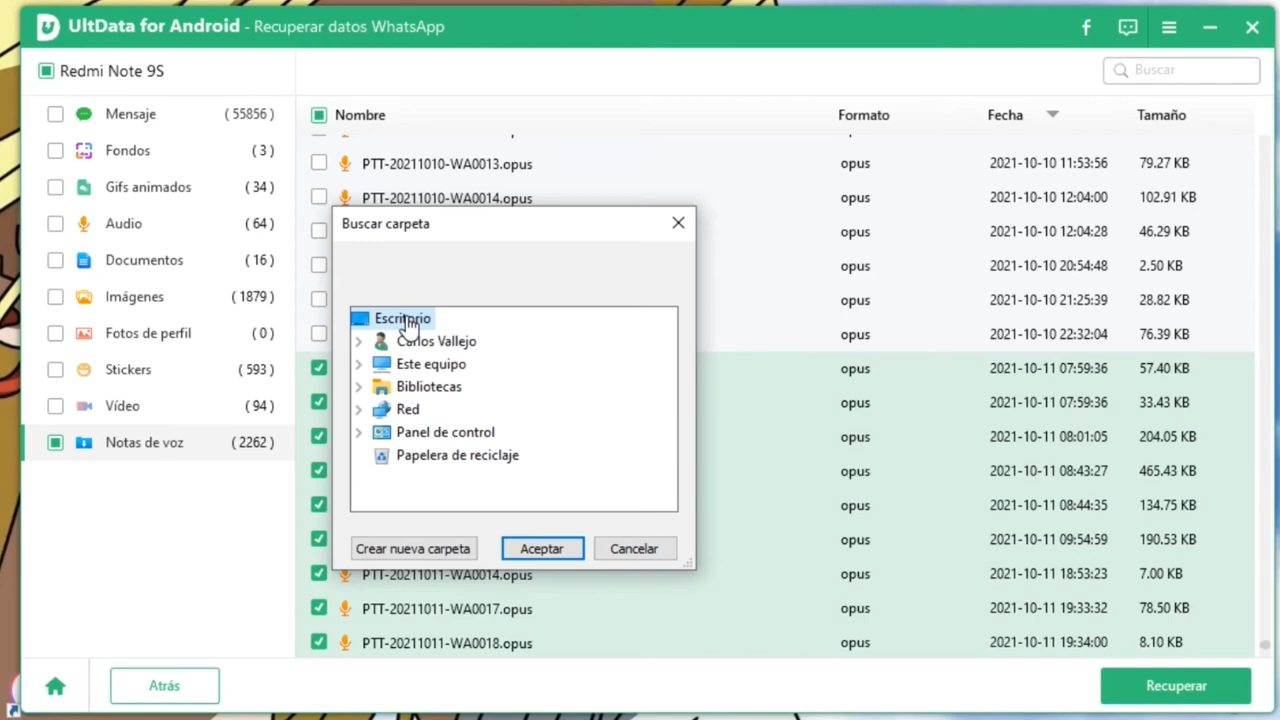 UltData for Android - Recuperar datos WhatsApp
Redmi Note 9S
Buscar
Mensaje (55856)
Fondos (3)
Gifs animados (34)
Audio (64)
Documentos (16)
Imágenes (1879)
Fotos de perfil (0)
Stickers (593)
Vídeo (94)
Notas de voz (2262)
Nombre Formato Fecha Tamaño
PTT-20211010-WA0013.opus opus 2021-10-10 11:53:56 79.27 KB
PTT-20211010-WA0014.opus opus 2021-10-10 12:04:00 102.91 KB
opus 2021-10-10 12:04:28 46.29 KB
opus 2021-10-10 20:54:48 2.50 KB
opus 2021-10-10 21:25:39 28.82 KB
opus 2021-10-10 22:32:04 76.39 KB
opus 2021-10-11 07:59:36 57.40 KB
opus 2021-10-11 07:59:36 33.43 KB
opus 2021-10-11 08:01:05 204.05 KB
opus 2021-10-11 08:43:27 465.43 KB
opus 2021-10-11 08:44:35 134.75 KB
opus 2021-10-11 09:54:59 190.53 KB
PTT-20211011-WA0014.opus opus 2021-10-11 18:53:23 7.00 KB
PTT-20211011-WA0017.opus opus 2021-10-11 19:33:32 78.50 KB
PTT-20211011-WA0018.opus opus 2021-10-11 19:34:00 8.10 KB
Buscar carpeta
Escritorio
Carlos Vallejo
Este equipo
Bibliotecas
Red
Panel de control
Papelera de reciclaje
Crear nueva carpeta Aceptar Cancelar
Atrás Recuperar